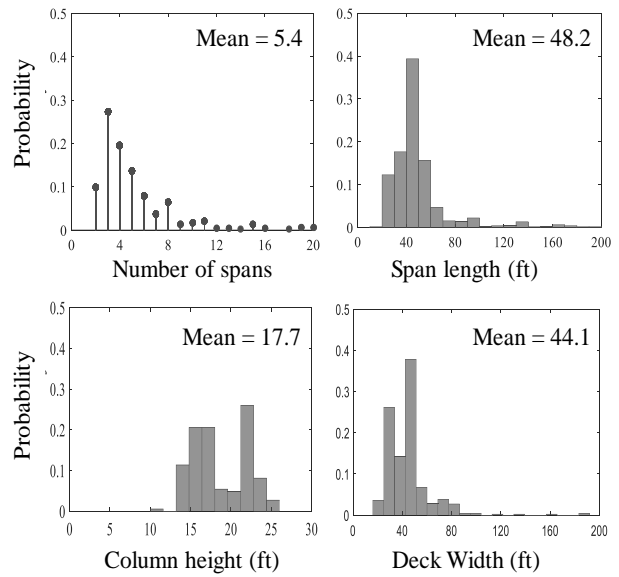 Mean = 5.4
0.5
0.4
0.3
0.2
0.1
0
0 4 8 12 16 20
Probability
Number of spans
Mean = 48.2
0.5
0.4
0.3
0.2
0.1
0
0 40 80 120 160 200
Span length (ft)
Mean = 17.7
0.5
0.4
0.3
0.2
0.1
0
0 5 10 15 20 25 30
Probability
Column height (ft)
Mean = 44.1
0.5
0.4
0.3
0.2
0.1
0
0 40 80 120 160 200
Deck Width (ft)